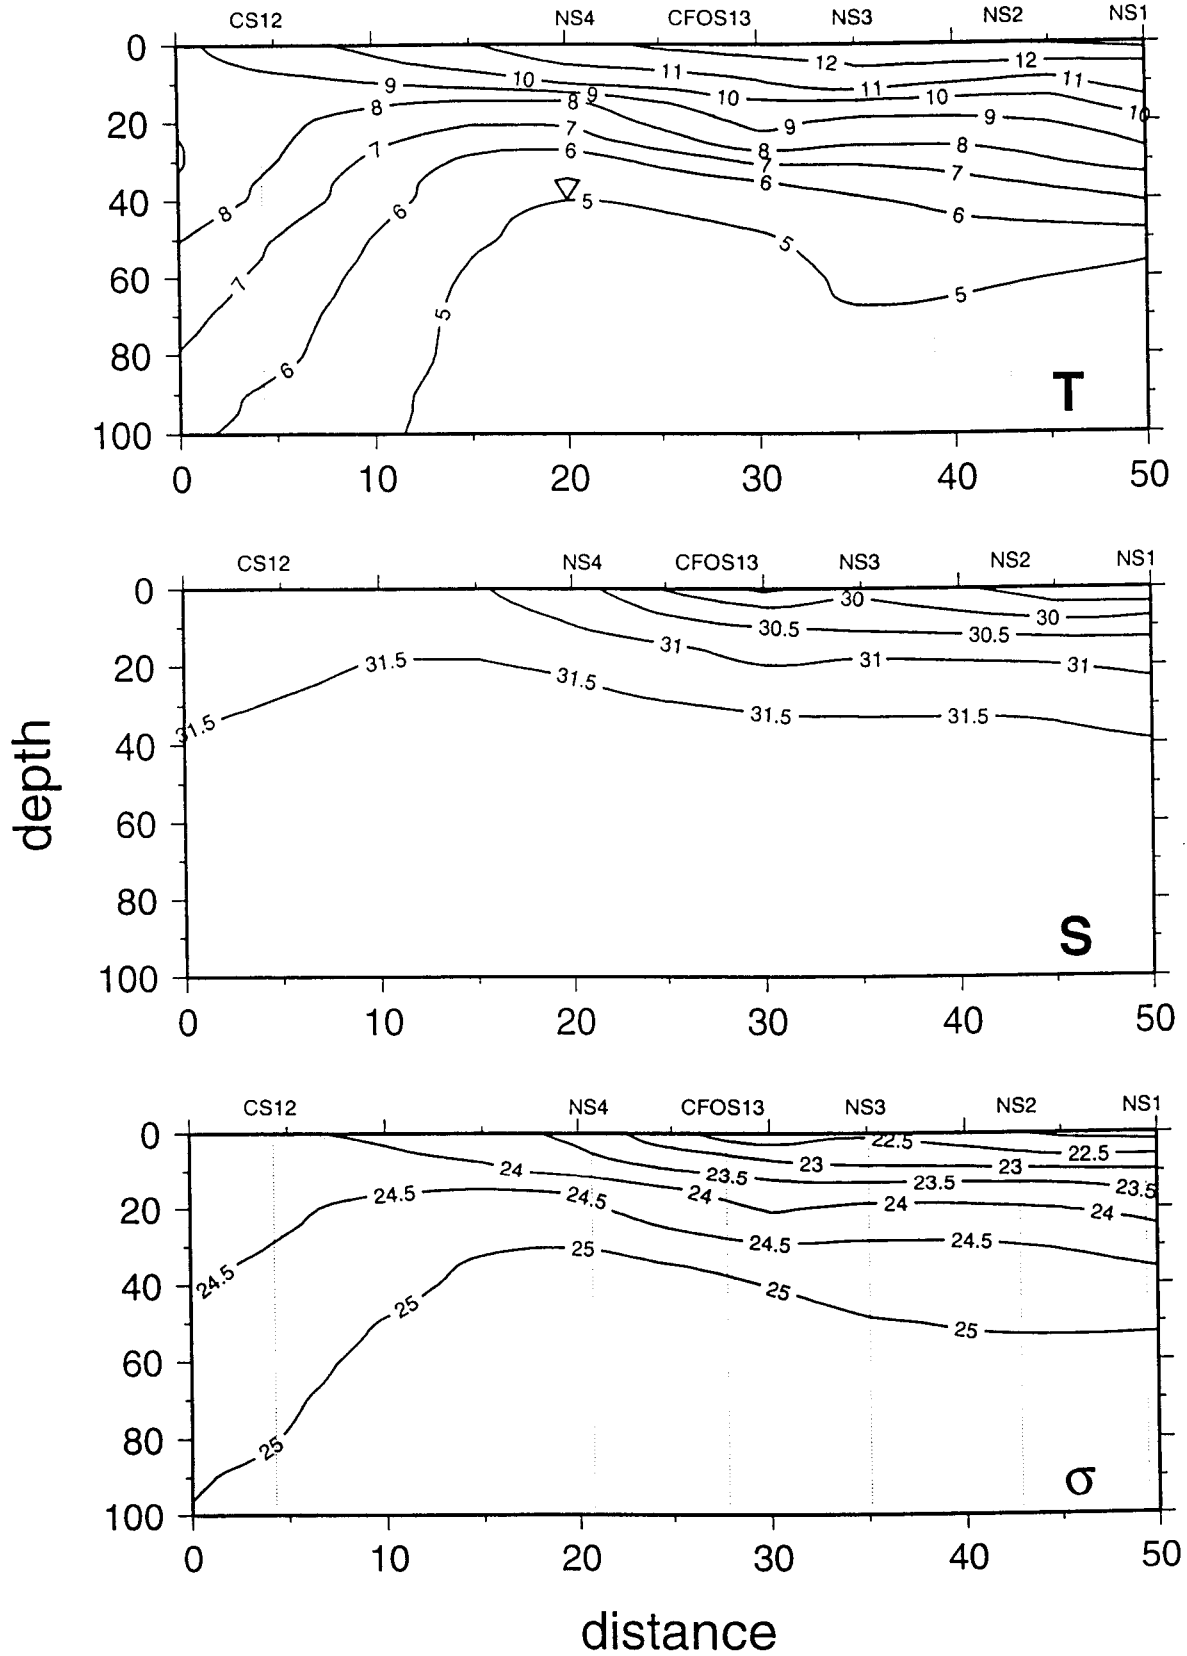 CS12 NS4 CFOS13 NS3 NS2 NS1
0
12 12
11 11
10 11
9 10 10 10
8 8 9
20 9 9
7 8 8
7 6 7 7
6
40 8 6 5 6
5
60 7 5
5
80 6
T
100
0 10 20 30 40 50
CS12 NS4 CFOS13 NS3 NS2 NS1
0
30 30
30.5 30.5
31 31 31
20 31.5 31.5
31.5 31.5 31.5
40
depth
60
80
S
100
0 10 20 30 40 50
CS12 NS4 CFOS13 NS3 NS2 NS1
0
22.5 22.5
24 23 23
23.5 23.5 23.5
24.5 24.5 24 24 24
20
25 24.5 24.5
24.5
40 25 25 25
60
80 25
σ
100
0 10 20 30 40 50
distance